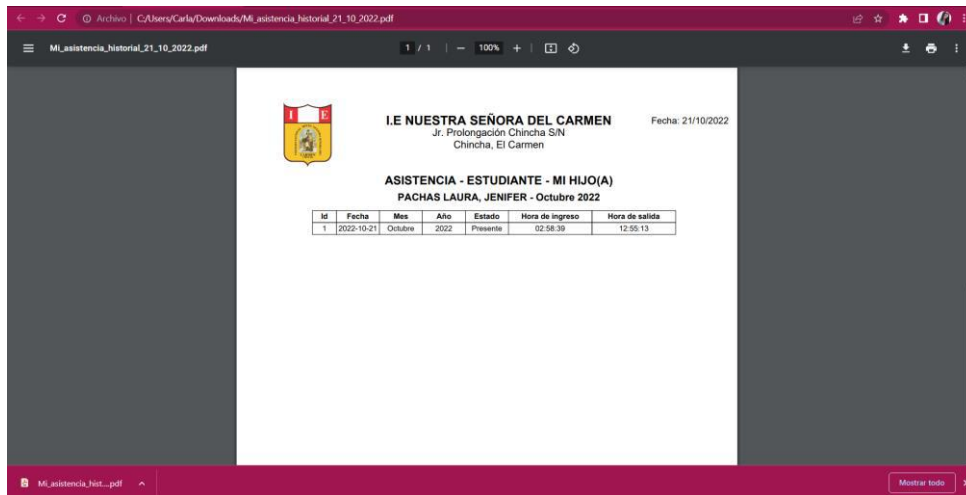 Archivo | C:/Users/Carla/Downloads/Mi_asistencia_historial_21_10_2022.pdf
Mi_asistencia_historial_21_10_2022.pdf 1 / 1 | − 100% +
I E
I.E NUESTRA SEÑORA DEL CARMEN Fecha: 21/10/2022
Jr. Prolongación Chincha S/N
Chincha, El Carmen
ASISTENCIA - ESTUDIANTE - MI HIJO(A)
PACHAS LAURA, JENIFER - Octubre 2022
Id Fecha Mes Año Estado Hora de ingreso Hora de salida
1 2022-10-21 Octubre 2022 Presente 02:58:39 12:55:13
Mi_asistencia_hist....pdf Mostrar todo